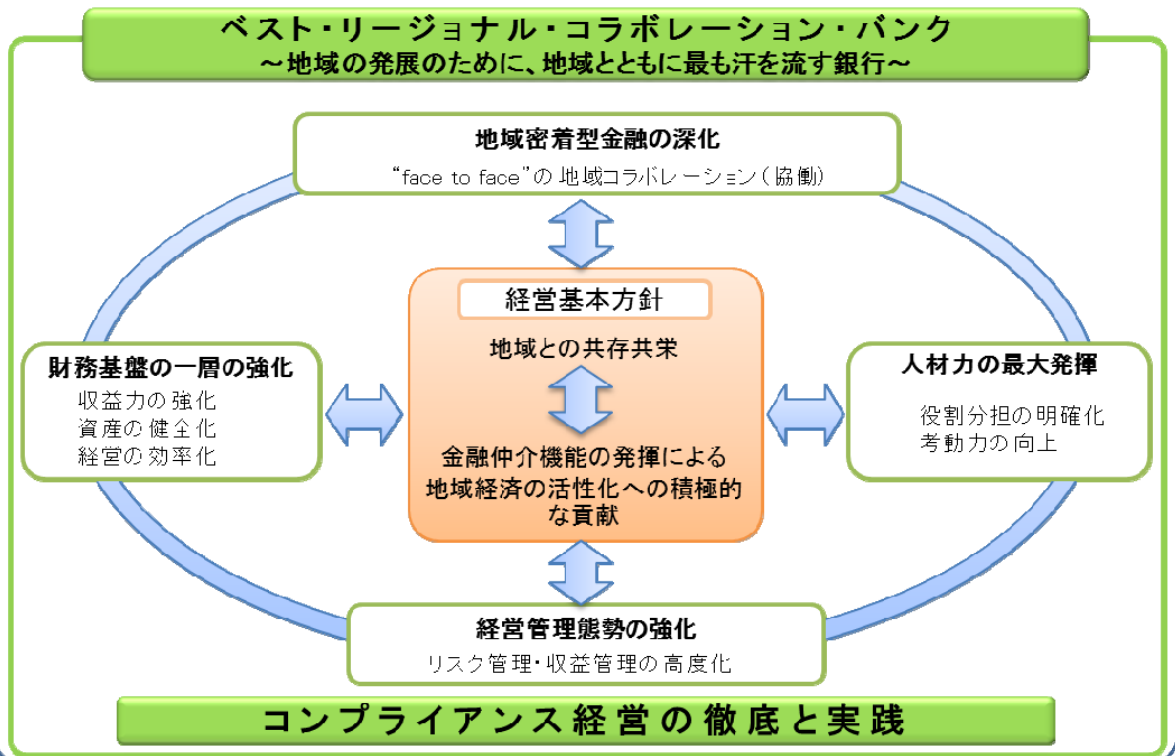 ベスト・リージョナル・コラボレーション・バンク
～地域の発展のために、地域とともに最も汗を流す銀行～
地域密着型金融の深化
“face to face”の地域コラボレーション（協働）
経営基本方針
地域との共存共栄
金融仲介機能の発揮による
地域経済の活性化への積極的
な貢献
財務基盤の一層の強化
収益力の強化
資産の健全化
経営の効率化
人材力の最大発揮
役割分担の明確化
考動力の向上
経営管理態勢の強化
リスク管理・収益管理の高度化
コンプライアンス経営の徹底と実践